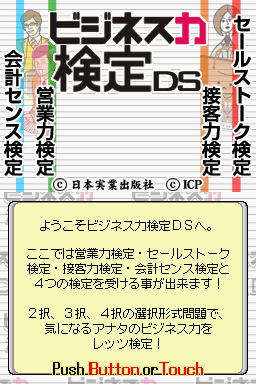 ビジネス力
検定DS
会計センス検定
営業力検定
接客力検定
セールストーク検定
© 日本実業出版社 © ICP
ようこそビジネス力検定DSへ。
ここでは営業力検定・セールストーク
検定・接客力検定・会計センス検定と
4つの検定を受ける事が出来ます！
2択、3択、4択の選択形式問題で、
気になるアナタのビジネス力を
レッツ検定！
Push Button or Touch